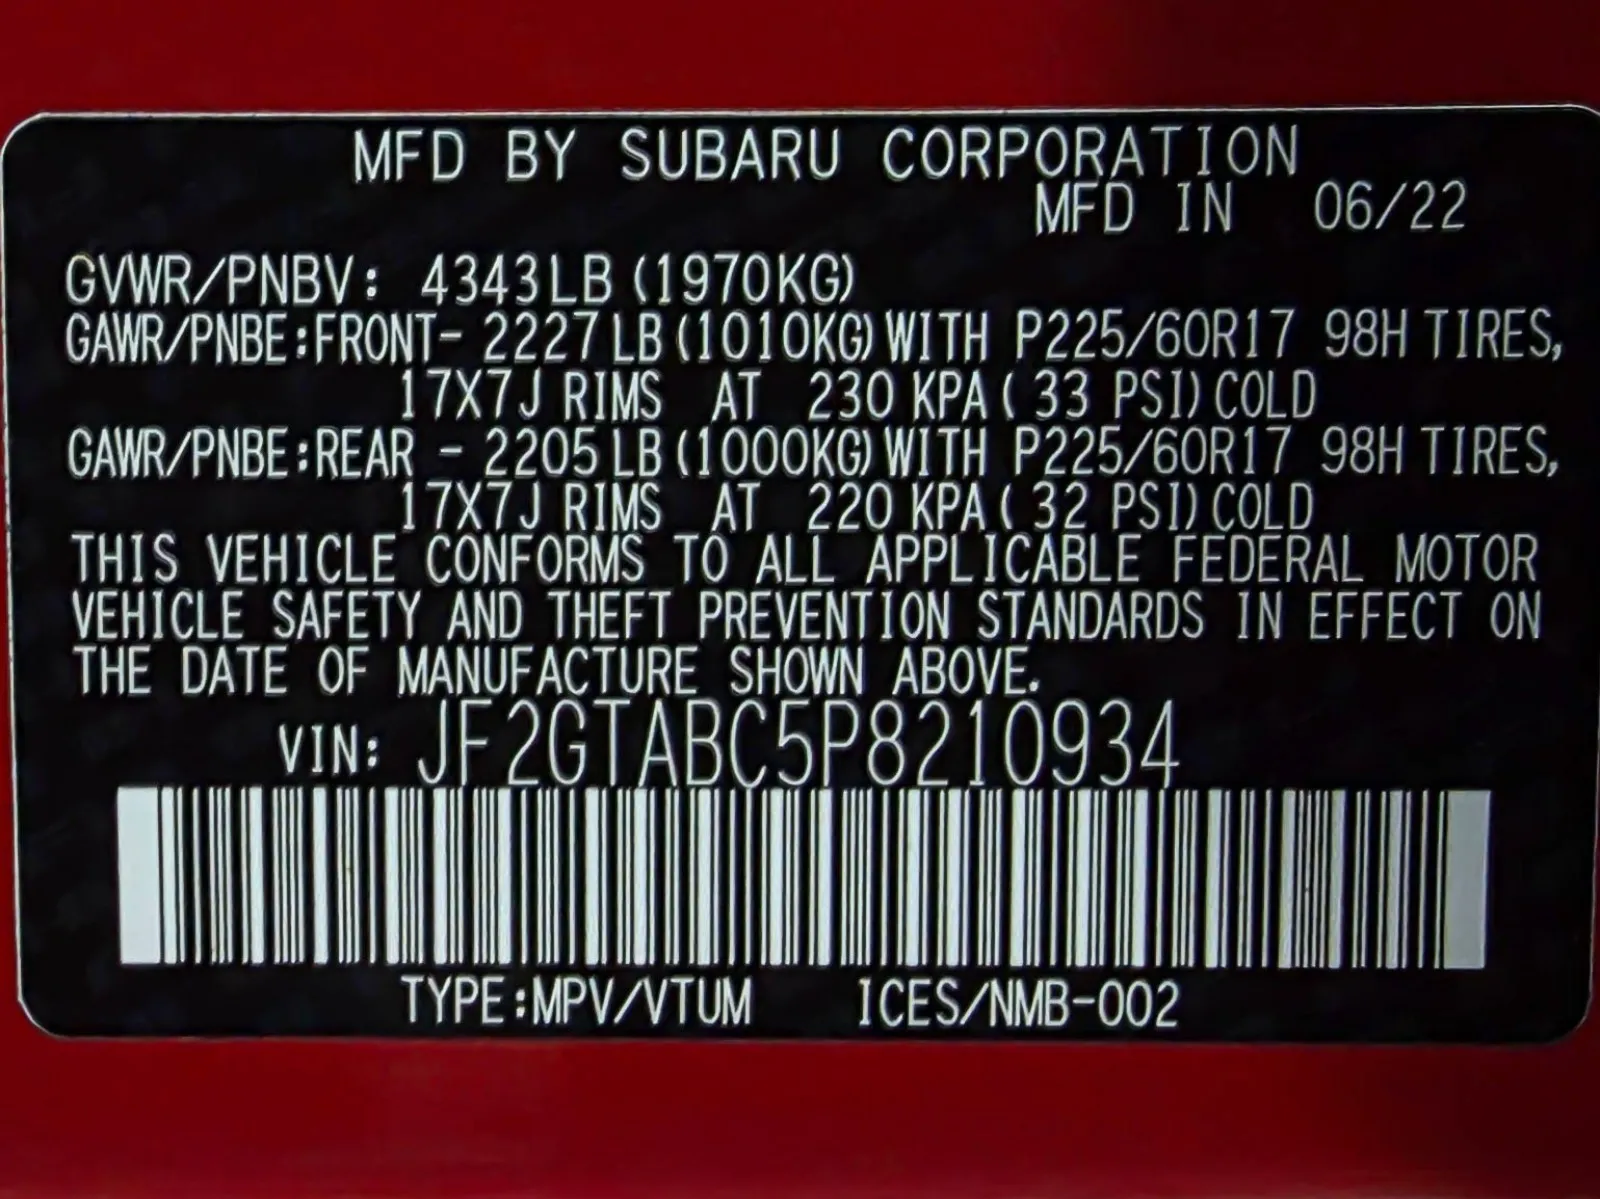 MFD BY SUBARU CORPORATION
MFD IN 06/22
GVWR/PNBV: 4343LB (1970KG)
GAWR/PNBE:FRONT- 2227LB (1010KG) WITH P225/60R17 98H TIRES,
17X7J RIMS AT 230 KPA ( 33 PSI) COLD
GAWR/PNBE:REAR - 2205LB (1000KG) WITH P225/60R17 98H TIRES,
17X7J RIMS AT 220 KPA ( 32 PSI) COLD
THIS VEHICLE CONFORMS TO ALL APPLICABLE FEDERAL MOTOR
VEHICLE SAFETY AND THEFT PREVENTION STANDARDS IN EFFECT ON
THE DATE OF MANUFACTURE SHOWN ABOVE.
VIN: JF2GTABC5P8210934
TYPE:MPV/VTUM ICES/NMB-002